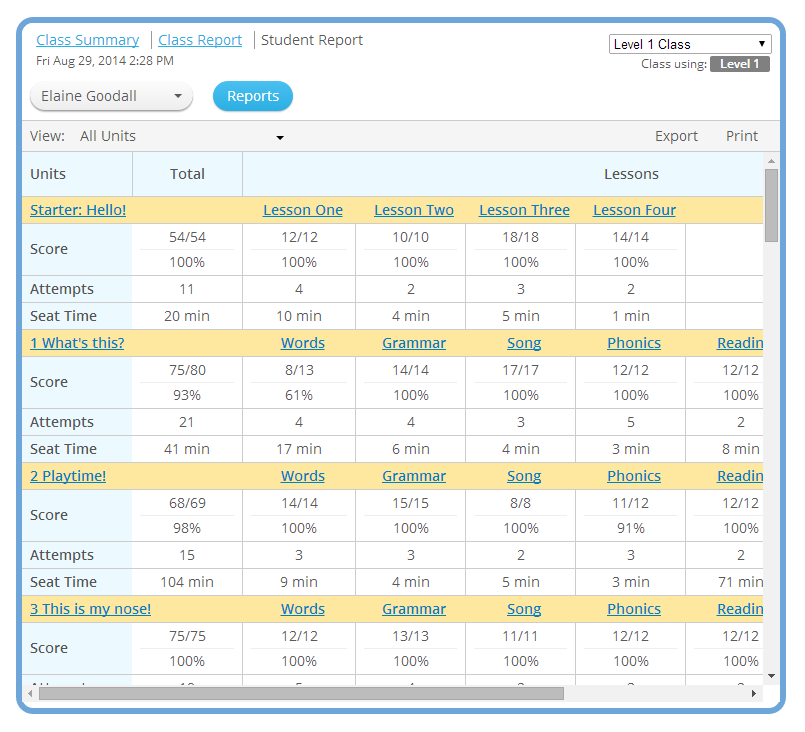 Class Summary | Class Report | Student Report
Level 1 Class
Fri Aug 29, 2014 2:28 PM
Class using: Level 1
Elaine Goodall
Reports
View: All Units Export Print
Units Total Lessons
Starter: Hello! Lesson One Lesson Two Lesson Three Lesson Four
Score 54/54 12/12 10/10 18/18 14/14
100% 100% 100% 100% 100%
Attempts 11 4 2 3 2
Seat Time 20 min 10 min 4 min 5 min 1 min
1 What's this? Words Grammar Song Phonics Readin
Score 75/80 8/13 14/14 17/17 12/12 12/12
93% 61% 100% 100% 100% 100%
Attempts 21 4 4 3 5 2
Seat Time 41 min 17 min 6 min 4 min 3 min 8 min
2 Playtime! Words Grammar Song Phonics Readin
Score 68/69 14/14 15/15 8/8 11/12 12/12
98% 100% 100% 100% 91% 100%
Attempts 15 3 3 2 3 2
Seat Time 104 min 9 min 4 min 5 min 3 min 71 min
3 This is my nose! Words Grammar Song Phonics Readin
Score 75/75 12/12 13/13 11/11 12/12 12/12
100% 100% 100% 100% 100% 100%